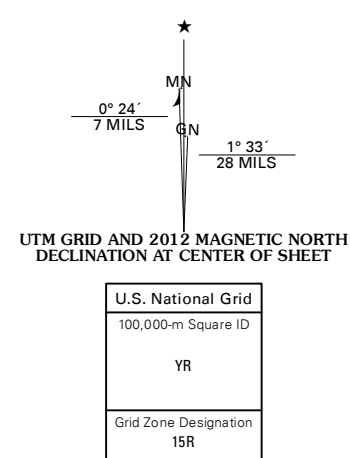 ★
MN
0° 24´
7 MILS
GN
1° 33´
28 MILS
UTM GRID AND 2012 MAGNETIC NORTH
DECLINATION AT CENTER OF SHEET
U.S. National Grid
100,000-m Square ID
YR
Grid Zone Designation
15R